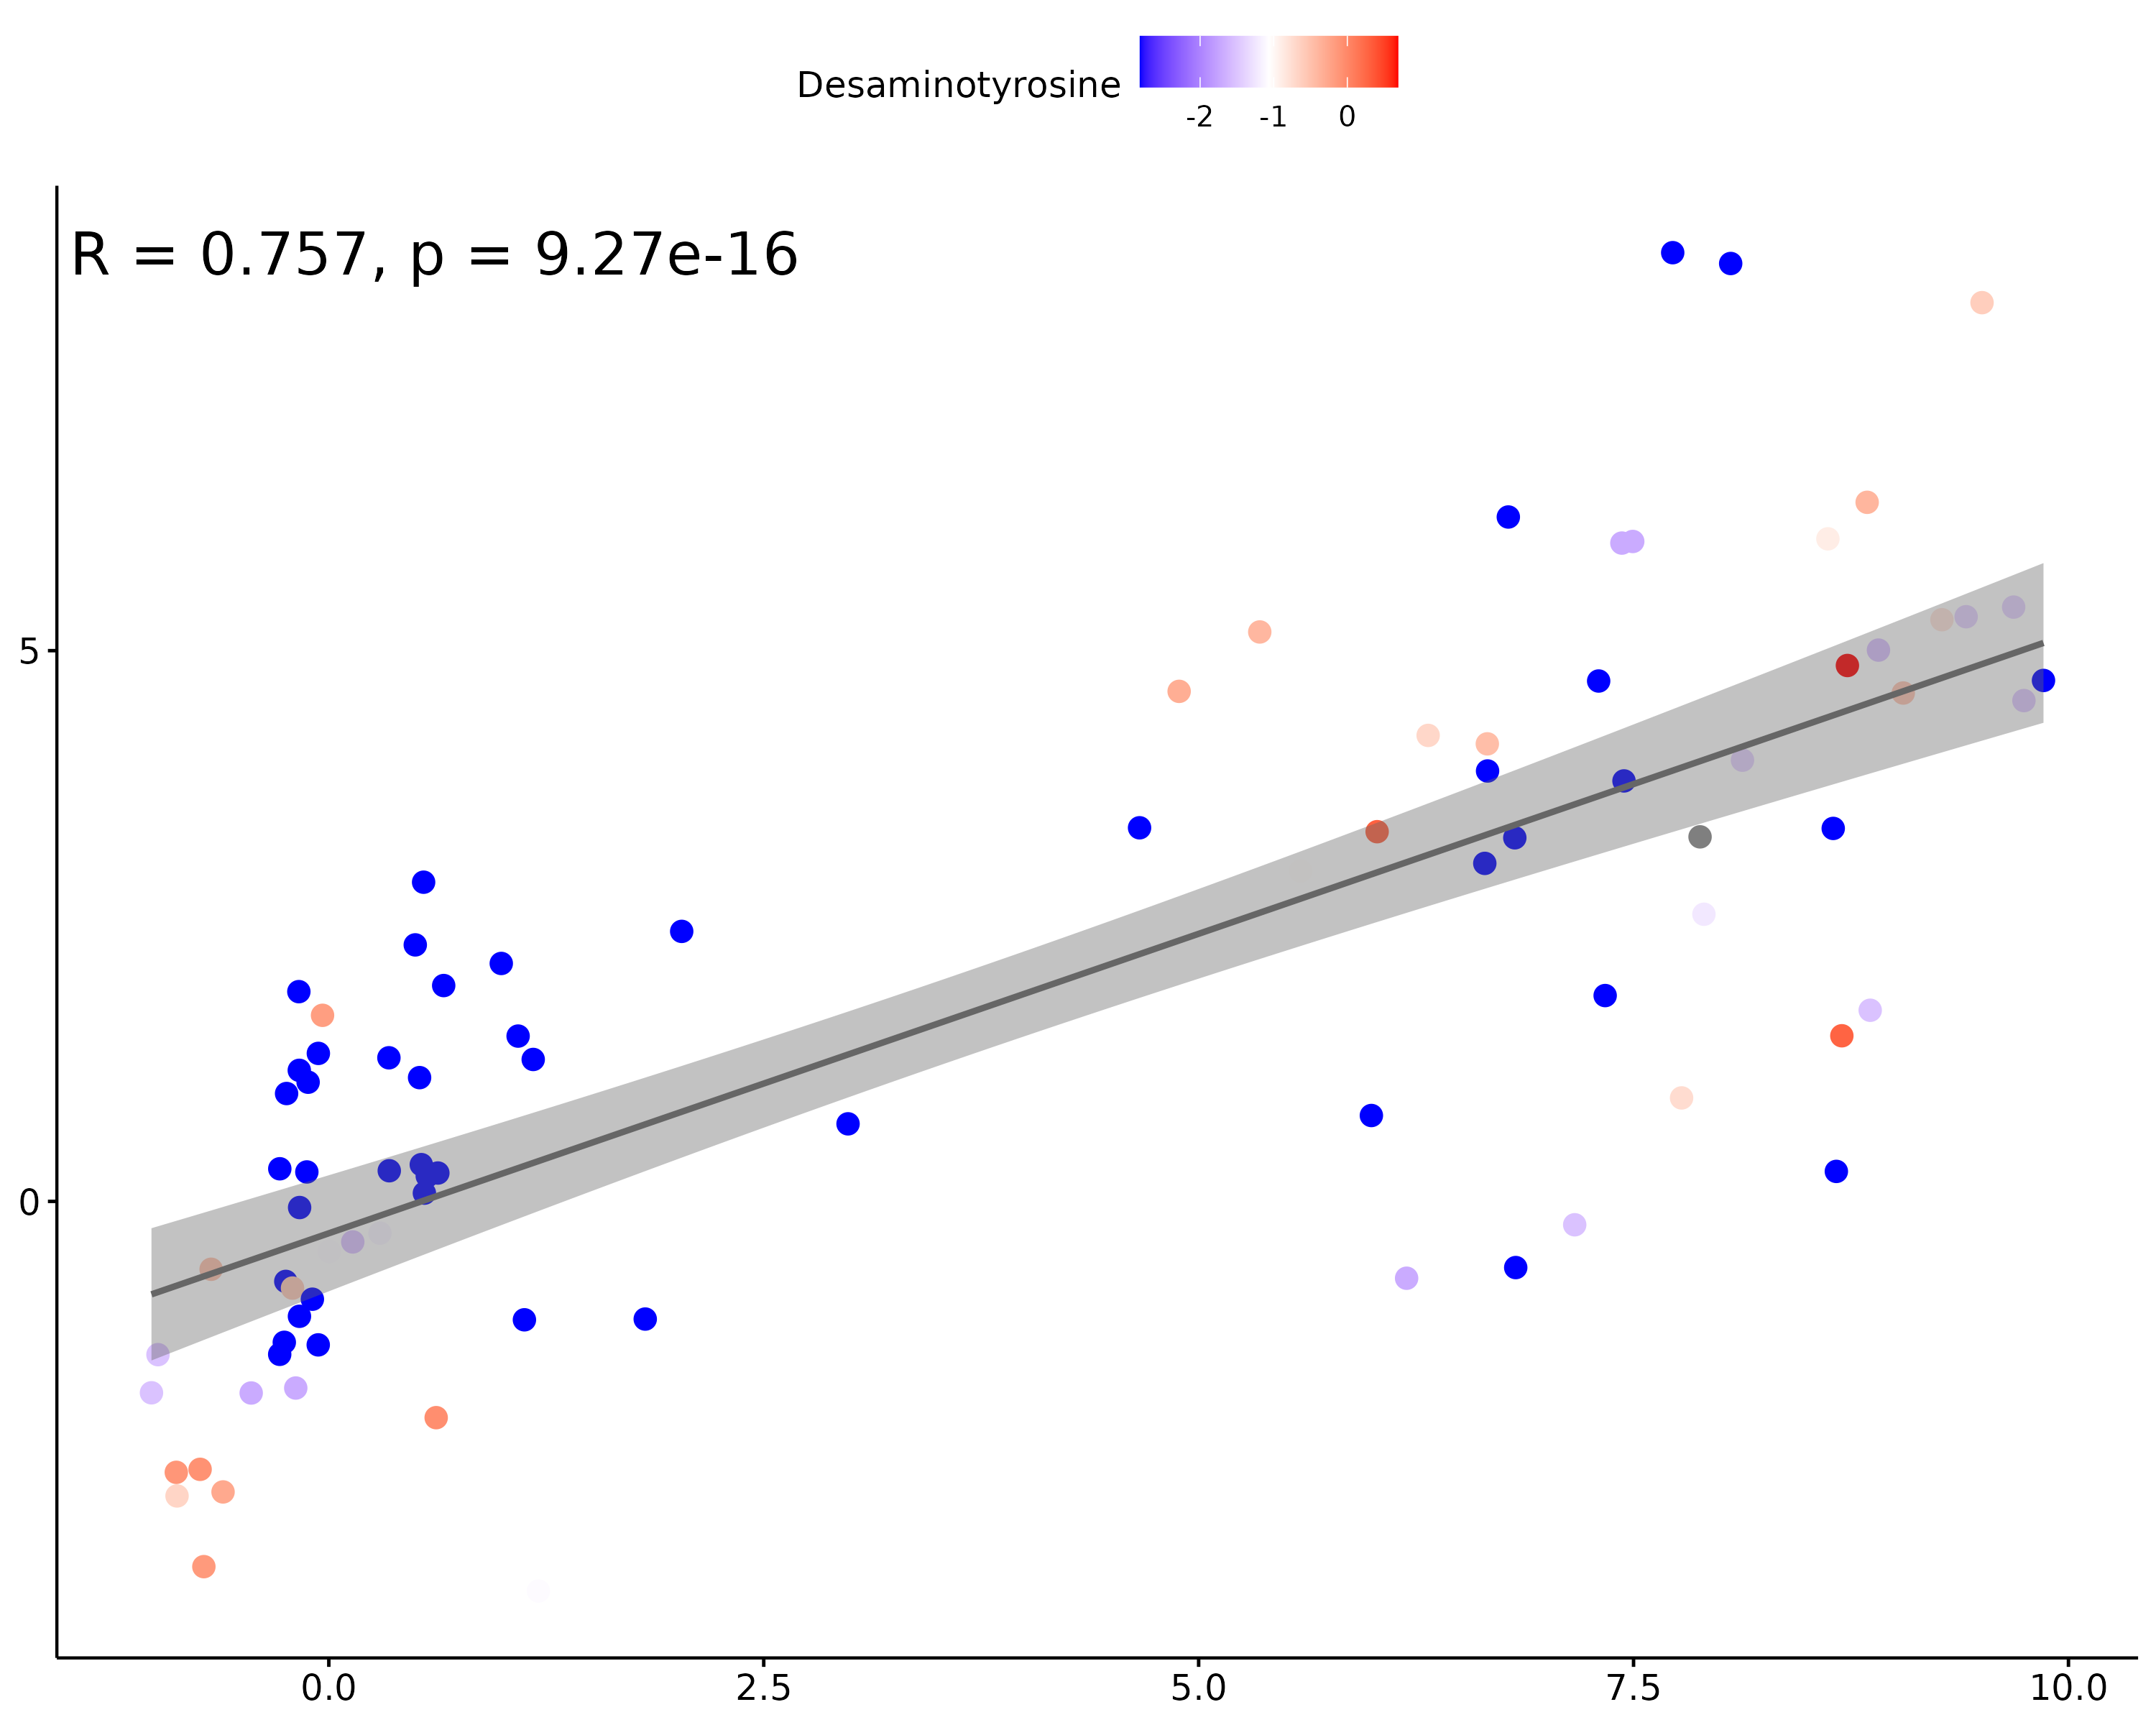 Desaminotyrosine
-2 -1 0
R = 0.757, p = 9.27e-16
5
0
0.0 2.5 5.0 7.5 10.0